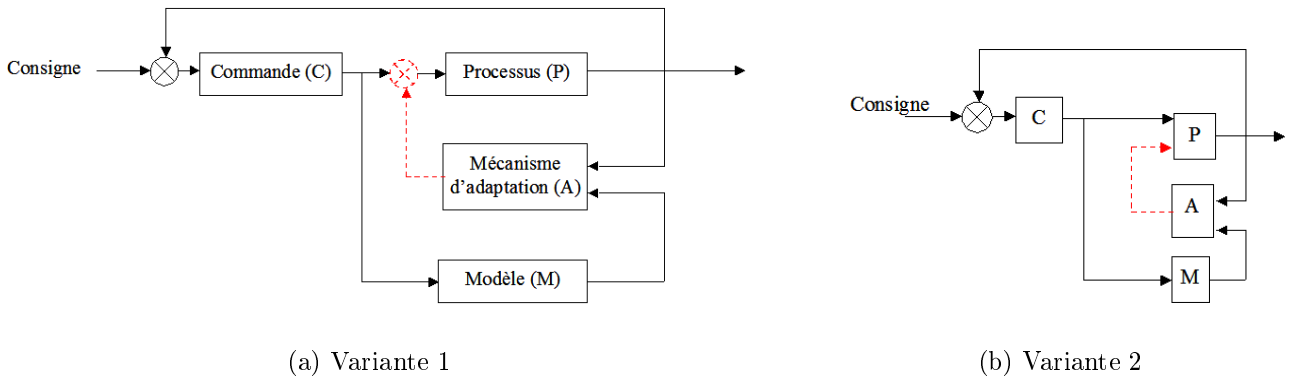 Consigne
Commande (C)
Processus (P)
Mécanisme
d'adaptation (A)
Modèle (M)
(a) Variante 1
Consigne
C
P
A
M
(b) Variante 2